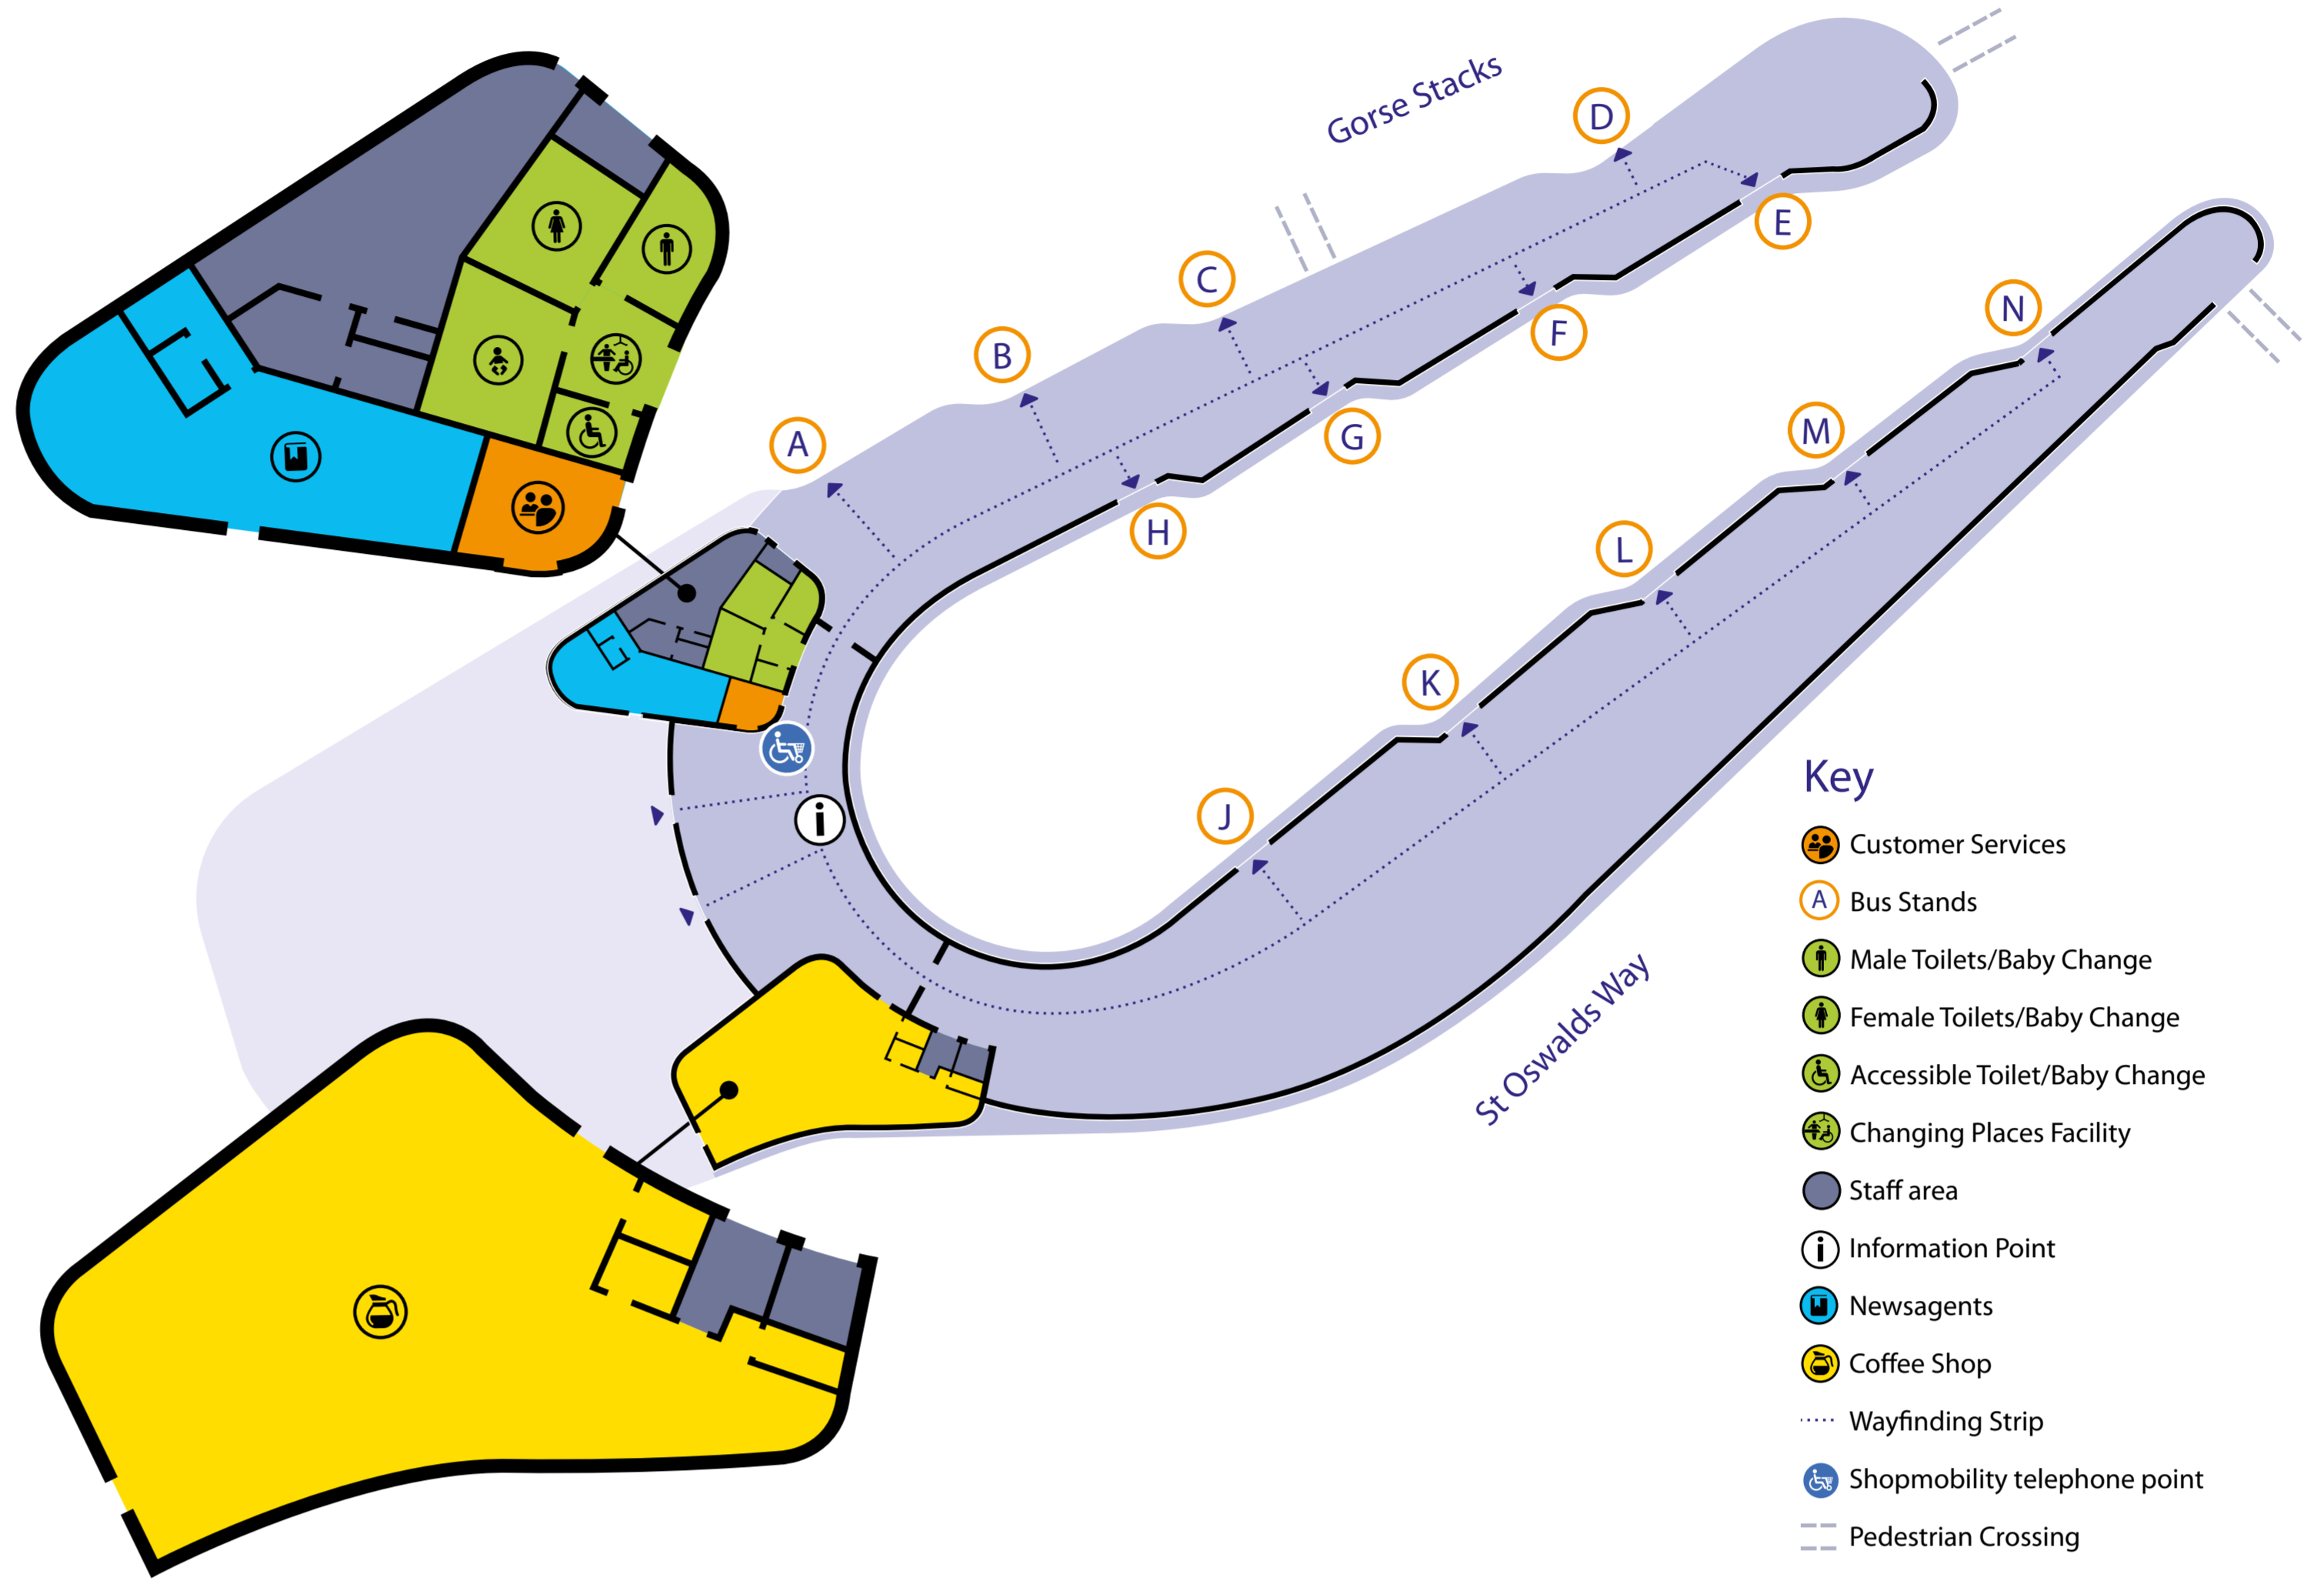 Gorse Stacks
D
E
C
N
B
F
M
A
G
H
L
K
J
i
St Oswalds Way
Key
Customer Services
A Bus Stands
Male Toilets/Baby Change
Female Toilets/Baby Change
Accessible Toilet/Baby Change
Changing Places Facility
Staff area
i Information Point
Newsagents
Coffee Shop
Wayfinding Strip
Shopmobility telephone point
Pedestrian Crossing